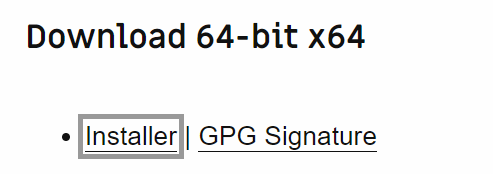 Download 64-bit x64
• Installer | GPG Signature